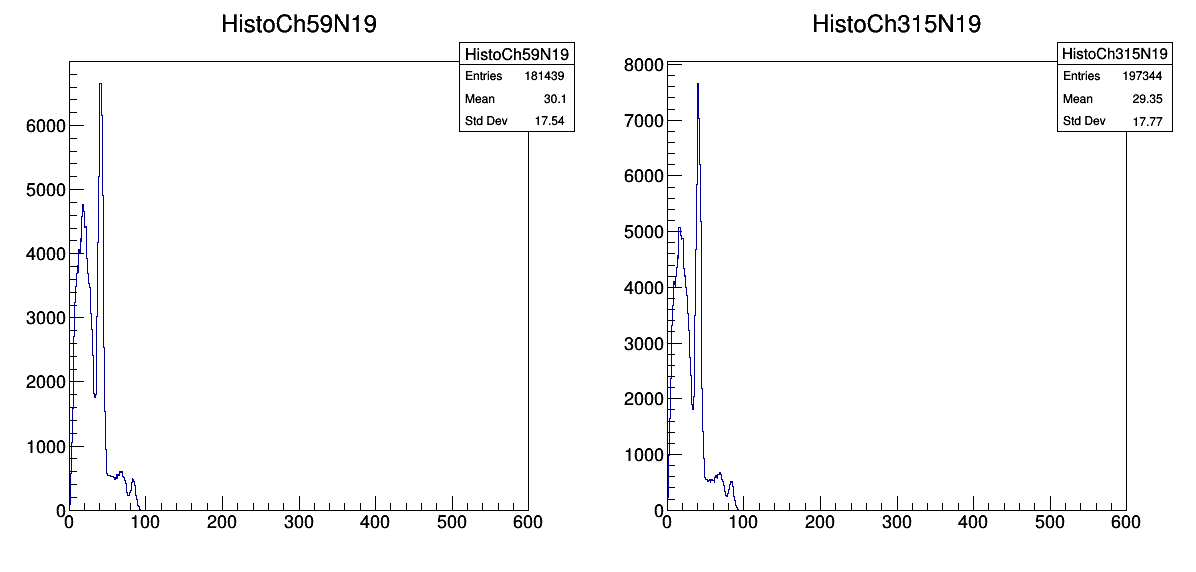 HistoCh59N19
HistoCh59N19
Entries 181439
Mean 30.1
Std Dev 17.54
6000
5000
4000
3000
2000
1000
0
0 100 200 300 400 500 600
HistoCh315N19
HistoCh315N19
Entries 197344
Mean 29.35
Std Dev 17.77
8000
7000
6000
5000
4000
3000
2000
1000
0
0 100 200 300 400 500 600